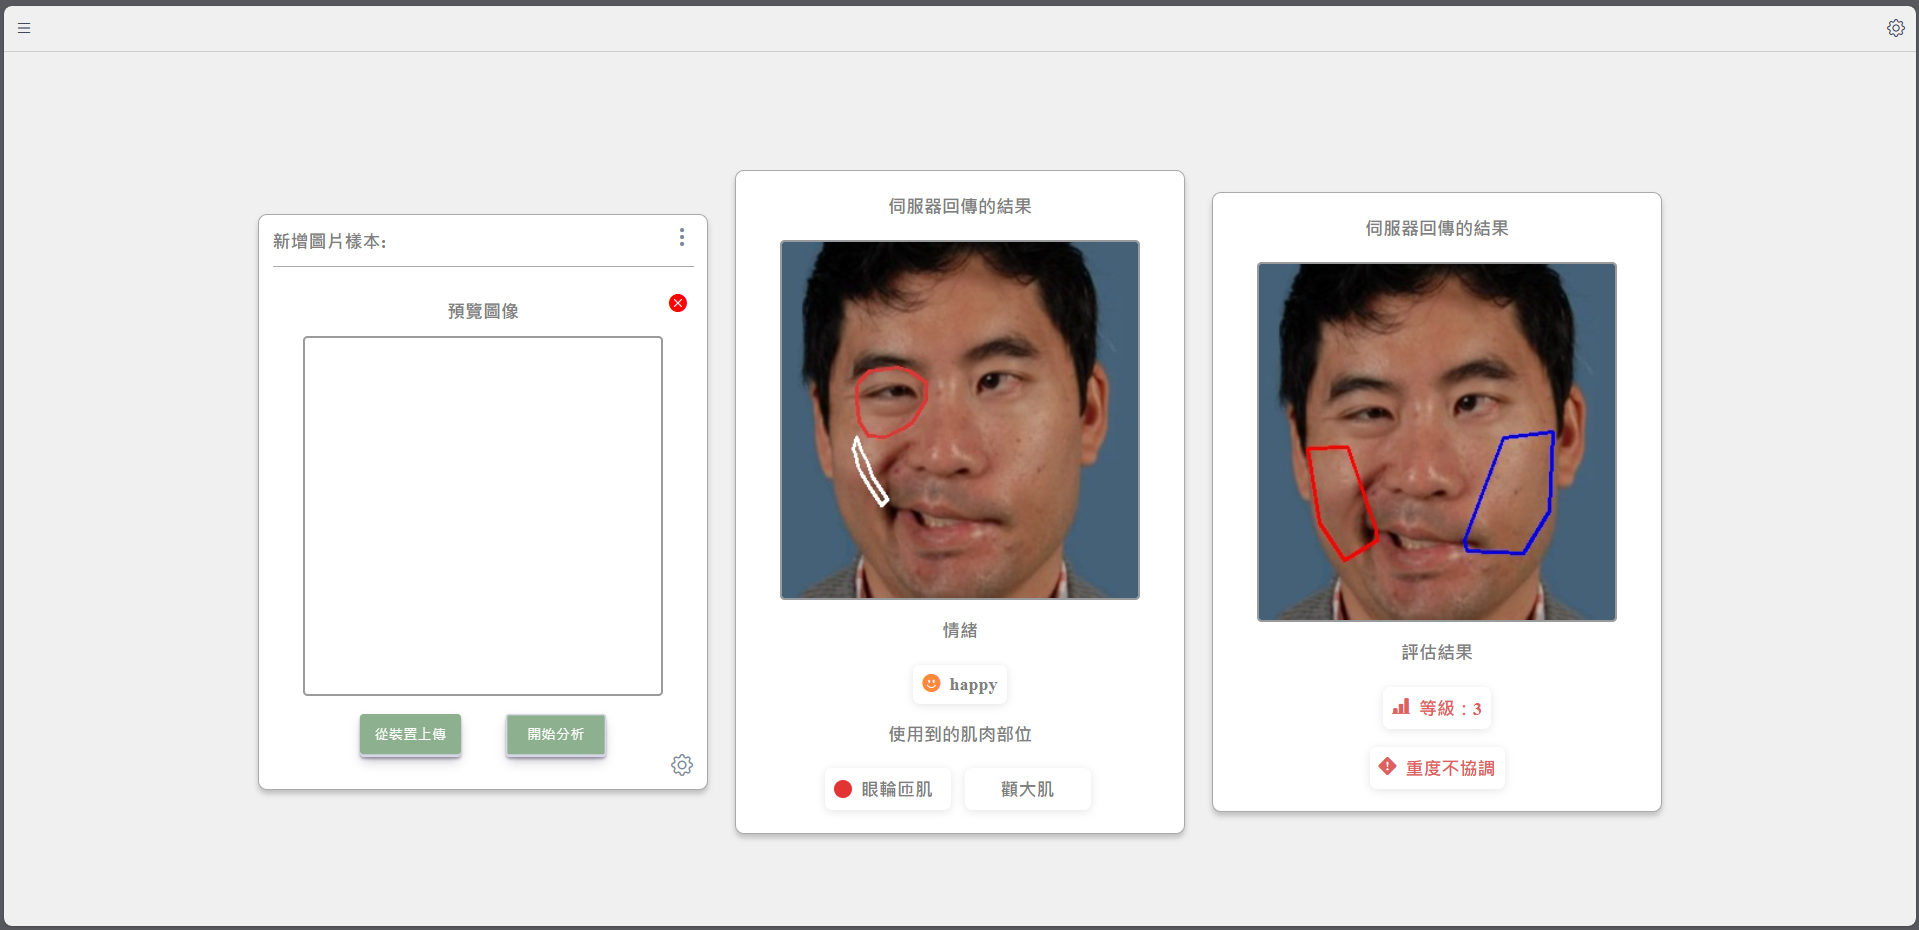 新增圖片樣本:
預覽圖像
從裝置上傳
開始分析
伺服器回傳的結果
情緒
happy
使用到的肌肉部位
眼輪匝肌
顴大肌
伺服器回傳的結果
評估結果
等級：3
重度不協調